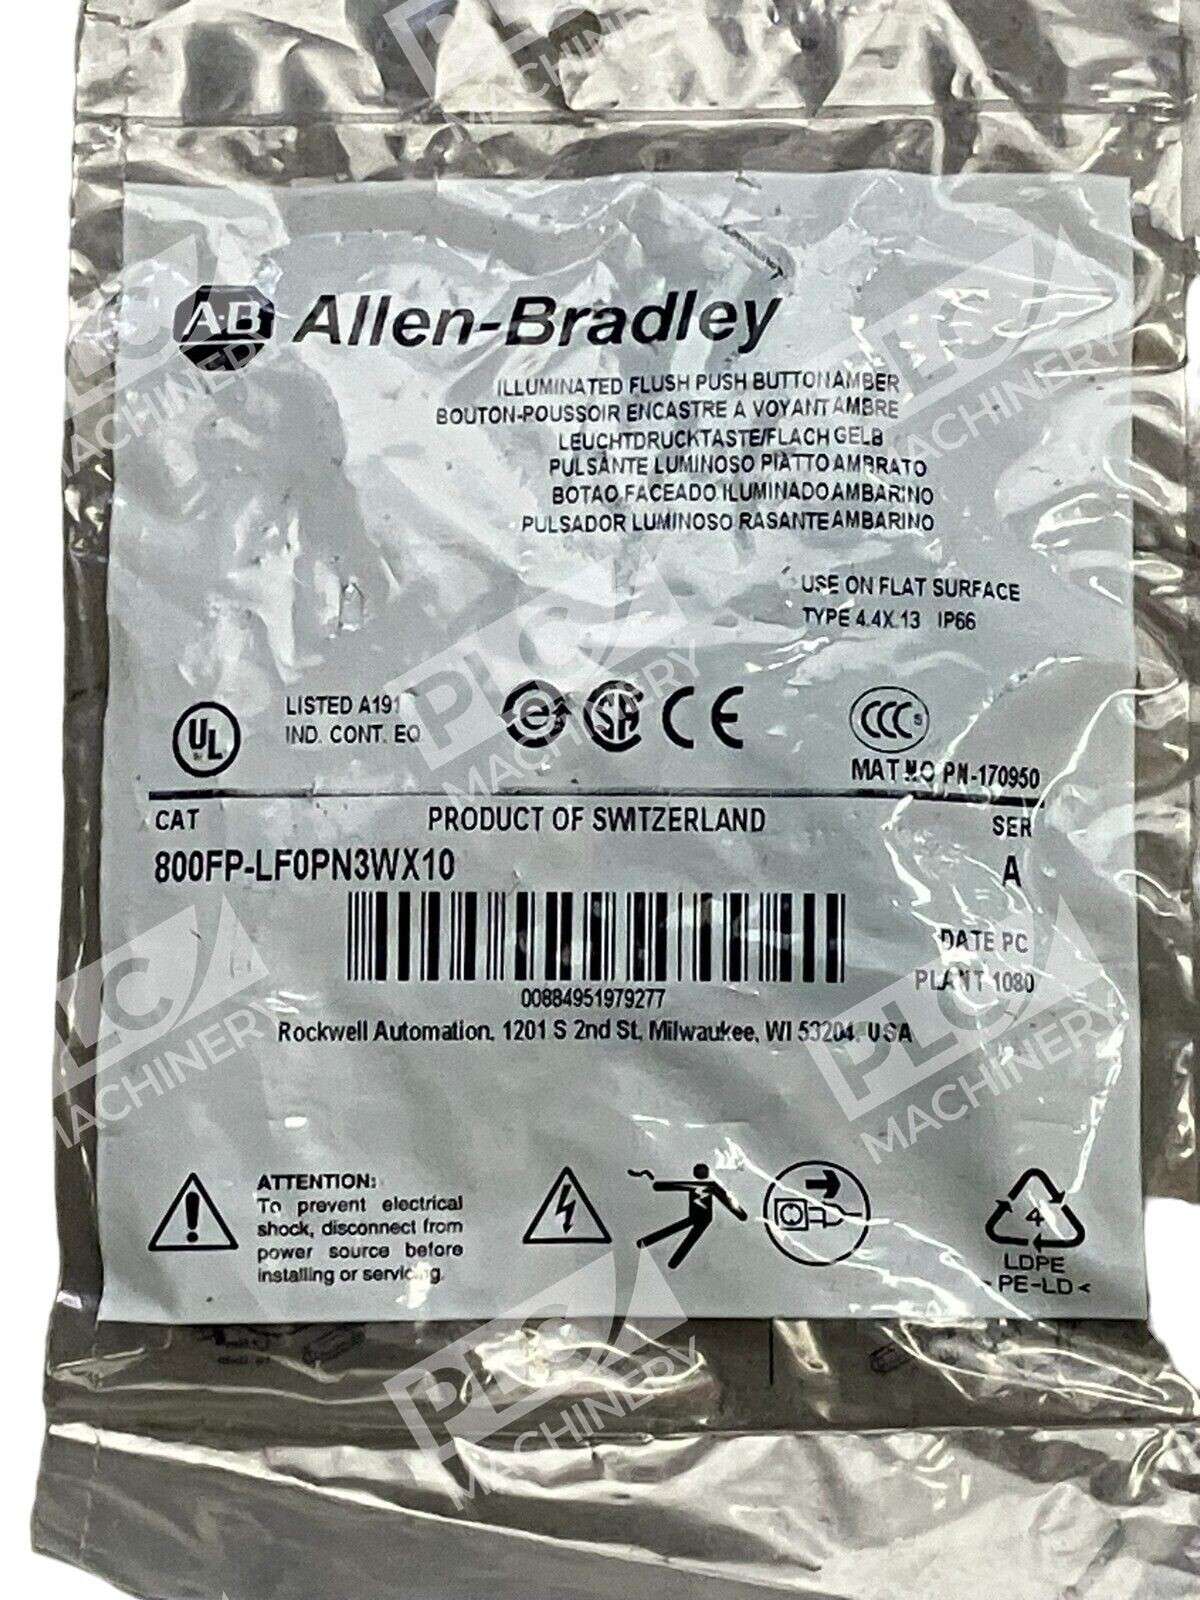 A-B Allen-Bradley
ILLUMINATED FLUSH PUSH BUTTONAMBER
BOUTON-POUSSOIR ENCASTRE A VOYANTAMBRE
LEUCHTDRUCKTASTE/FLACH GELB
PULSANTE LUMINOSO PIATTOAMBRATO
BOTAO FACEADO ILUMINADOAMBARINO
PULSADOR LUMINOSO RASANTEAMBARINO
USE ON FLAT SURFACE
TYPE 4.4X.13 IP66
UL LISTED A191
IND. CONT. EQ
SA CE CCC S
MAT NO PN-170950
CAT PRODUCT OF SWITZERLAND SER
800FP-LF0PN3WX10 A
DATE PC
PLANT 1080
00884951979277
Rockwell Automation, 1201 S 2nd St, Milwaukee, WI 53204, USA
ATTENTION:
To prevent electrical
shock, disconnect from
power source before
installing or servicing.
4
LDPE
PE-LD<
PLC MACHINERY